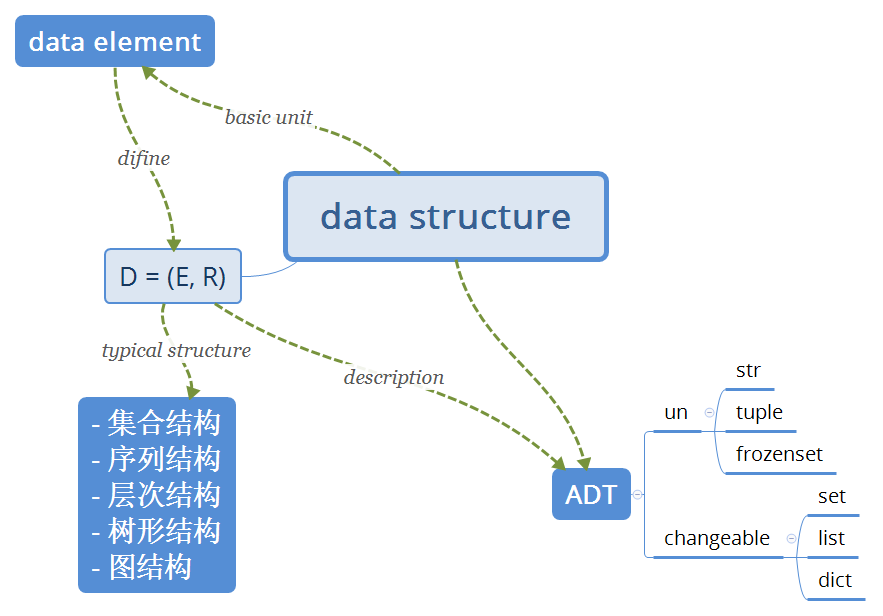 data element
basic unit
difine
data structure
D = (E, R)
typical structure
description
- 集合结构
- 序列结构
- 层次结构
- 树形结构
- 图结构
ADT
un
str
tuple
frozenset
changeable
set
list
dict